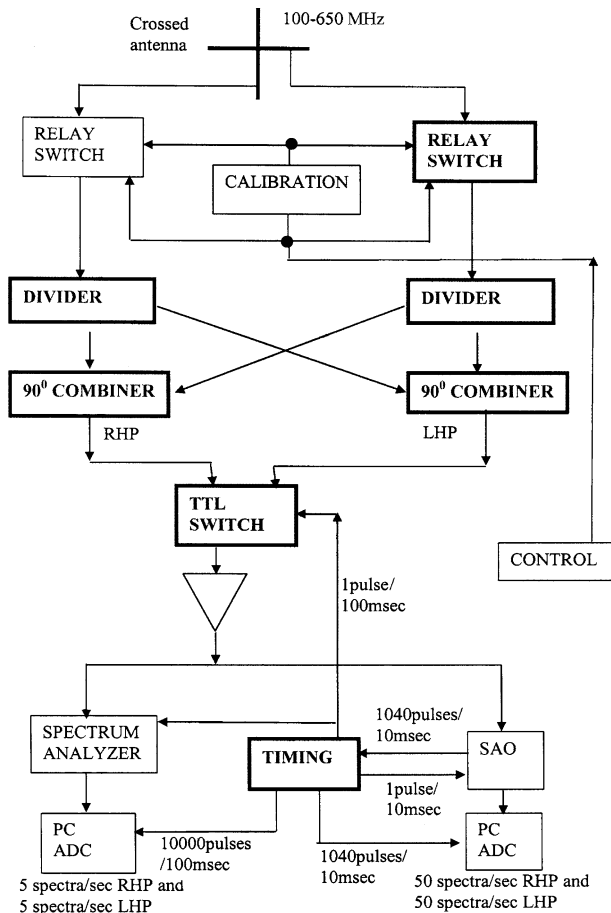 100-650 MHz
Crossed
antenna
RELAY
SWITCH
RELAY
SWITCH
CALIBRATION
DIVIDER
DIVIDER
90⁰ COMBINER
90⁰ COMBINER
RHP
LHP
TTL
SWITCH
CONTROL
1pulse/
100msec
SPECTRUM
ANALYZER
1040pulses/
10msec
TIMING
SAO
1pulse/
10msec
PC
ADC
10000pulses
/100msec
1040pulses/
10msec
PC
ADC
5 spectra/sec RHP and
5 spectra/sec LHP
50 spectra/sec RHP and
50 spectra/sec LHP